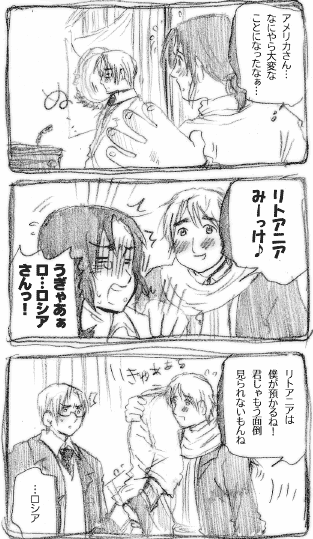 アメリカさん…
なにやら大変な
ことになったなぁ…
ぬっ
リトアニア
みーっけ♪
うぎゃあぁ
ロ…ロシア
さんっ!
リトアニアは
僕が預かるね!
君じゃもう面倒
見られないもんね
…ロシア